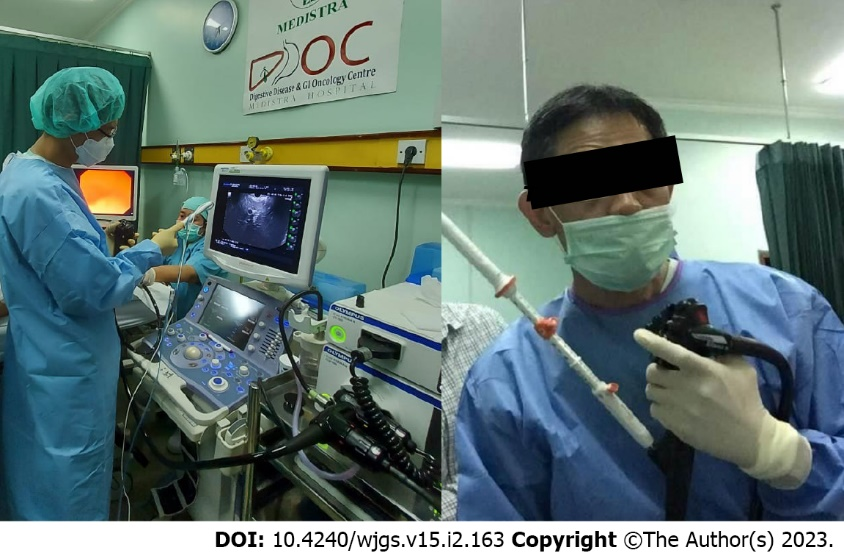 MEDISTRA
DDOC
Digestive Disease & GI Oncology Centre
MEDISTRA HOSPITAL
OLYMPUS
OLYMPUS
DOI: 10.4240/wjgs.v15.i2.163 Copyright ©The Author(s) 2023.